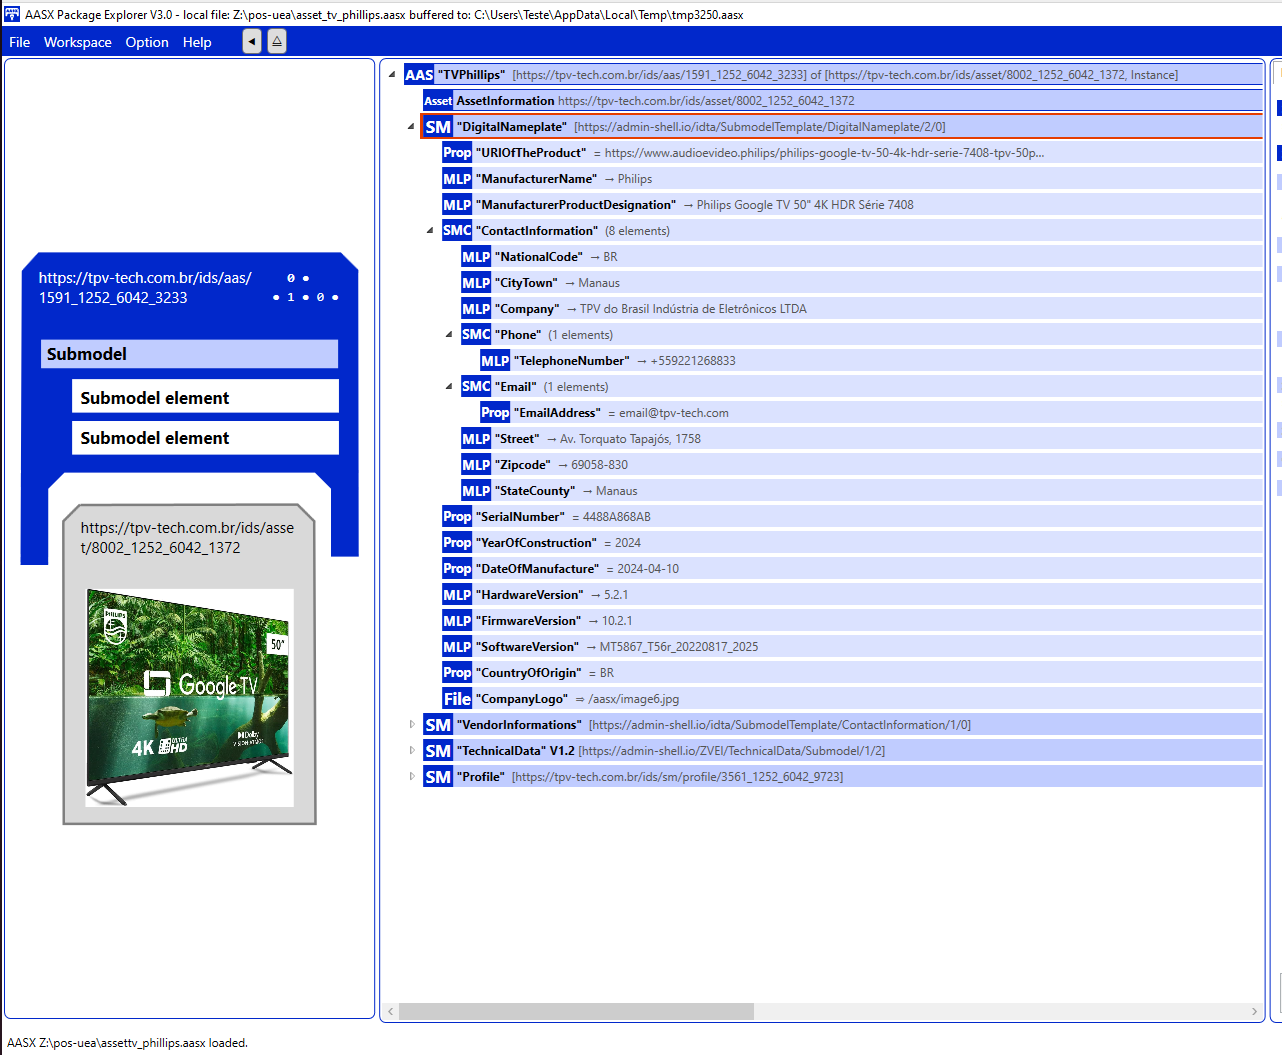 AASX Package Explorer V3.0 - local file: Z:\pos-uea\asset_tv_phillips.aasx buffered to: C:\Users\Teste\AppData\Local\Temp\tmp3250.aasx
File Workspace Option Help
https://tpv-tech.com.br/ids/aas/
1591_1252_6042_3233
0 •
• 1 • 0 •
Submodel
Submodel element
Submodel element
https://tpv-tech.com.br/ids/asse
t/8002_1252_6042_1372
PHILIPS
50"
Google TV
4K ULTRA HD
Dolby
VISION·ATMOS
AAS "TVPhillips" [https://tpv-tech.com.br/ids/aas/1591_1252_6042_3233] of [https://tpv-tech.com.br/ids/asset/8002_1252_6042_1372, Instance]
Asset AssetInformation https://tpv-tech.com.br/ids/asset/8002_1252_6042_1372
SM "DigitalNameplate" [https://admin-shell.io/idta/SubmodelTemplate/DigitalNameplate/2/0]
Prop "URIOfTheProduct" = https://www.audioevideo.philips/philips-google-tv-50-4k-hdr-serie-7408-tpv-50p...
MLP "ManufacturerName" → Philips
MLP "ManufacturerProductDesignation" → Philips Google TV 50" 4K HDR Série 7408
SMC "ContactInformation" (8 elements)
MLP "NationalCode" → BR
MLP "CityTown" → Manaus
MLP "Company" → TPV do Brasil Indústria de Eletrônicos LTDA
SMC "Phone" (1 elements)
MLP "TelephoneNumber" → +559221268833
SMC "Email" (1 elements)
Prop "EmailAddress" = email@tpv-tech.com
MLP "Street" → Av. Torquato Tapajós, 1758
MLP "Zipcode" → 69058-830
MLP "StateCounty" → Manaus
Prop "SerialNumber" = 4488A868AB
Prop "YearOfConstruction" = 2024
Prop "DateOfManufacture" = 2024-04-10
MLP "HardwareVersion" → 5.2.1
MLP "FirmwareVersion" → 10.2.1
MLP "SoftwareVersion" → MT5867_T56r_20220817_2025
Prop "CountryOfOrigin" = BR
File "CompanyLogo" ⇒ /aasx/image6.jpg
SM "VendorInformations" [https://admin-shell.io/idta/SubmodelTemplate/ContactInformation/1/0]
SM "TechnicalData" V1.2 [https://admin-shell.io/ZVEI/TechnicalData/Submodel/1/2]
SM "Profile" [https://tpv-tech.com.br/ids/sm/profile/3561_1252_6042_9723]
AASX Z:\pos-uea\assettv_phillips.aasx loaded.